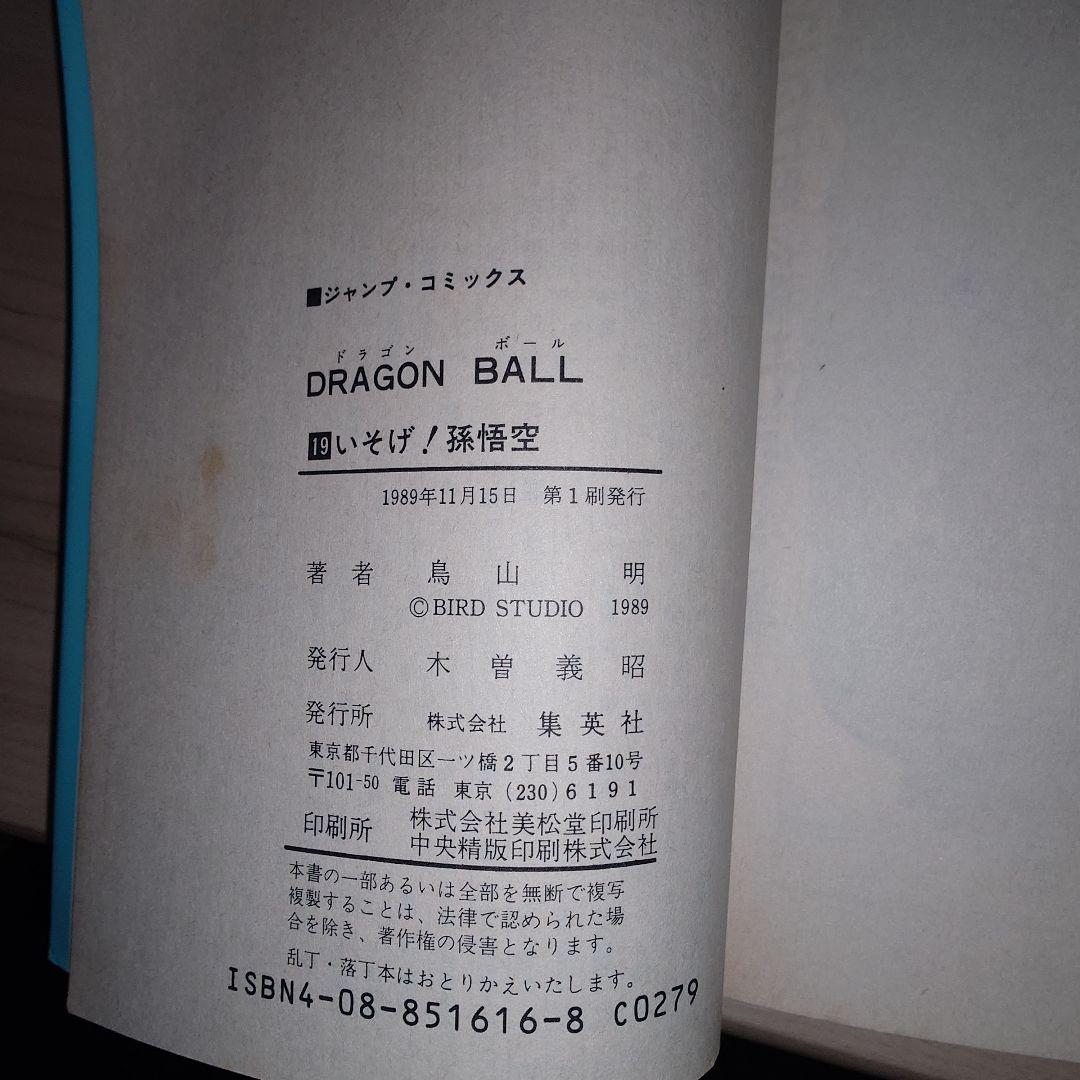 ■ジャンプ・コミックス
ドラゴン ボール
DRAGON BALL
19いそげ!孫悟空
1989年11月15日 第1刷発行
著者 鳥山 明
©BIRD STUDIO 1989
発行人 木曽義昭
発行所 株式会社 集英社
東京都千代田区一ツ橋2丁目5番10号
〒101-50 電話 東京(230)6191
印刷所 株式会社美松堂印刷所
中央精版印刷株式会社
本書の一部あるいは全部を無断で複写
複製することは、法律で認められた場
合を除き、著作権の侵害となります。
乱丁・落丁本はおとりかえいたします。
ISBN4-08-851616-8 C0279